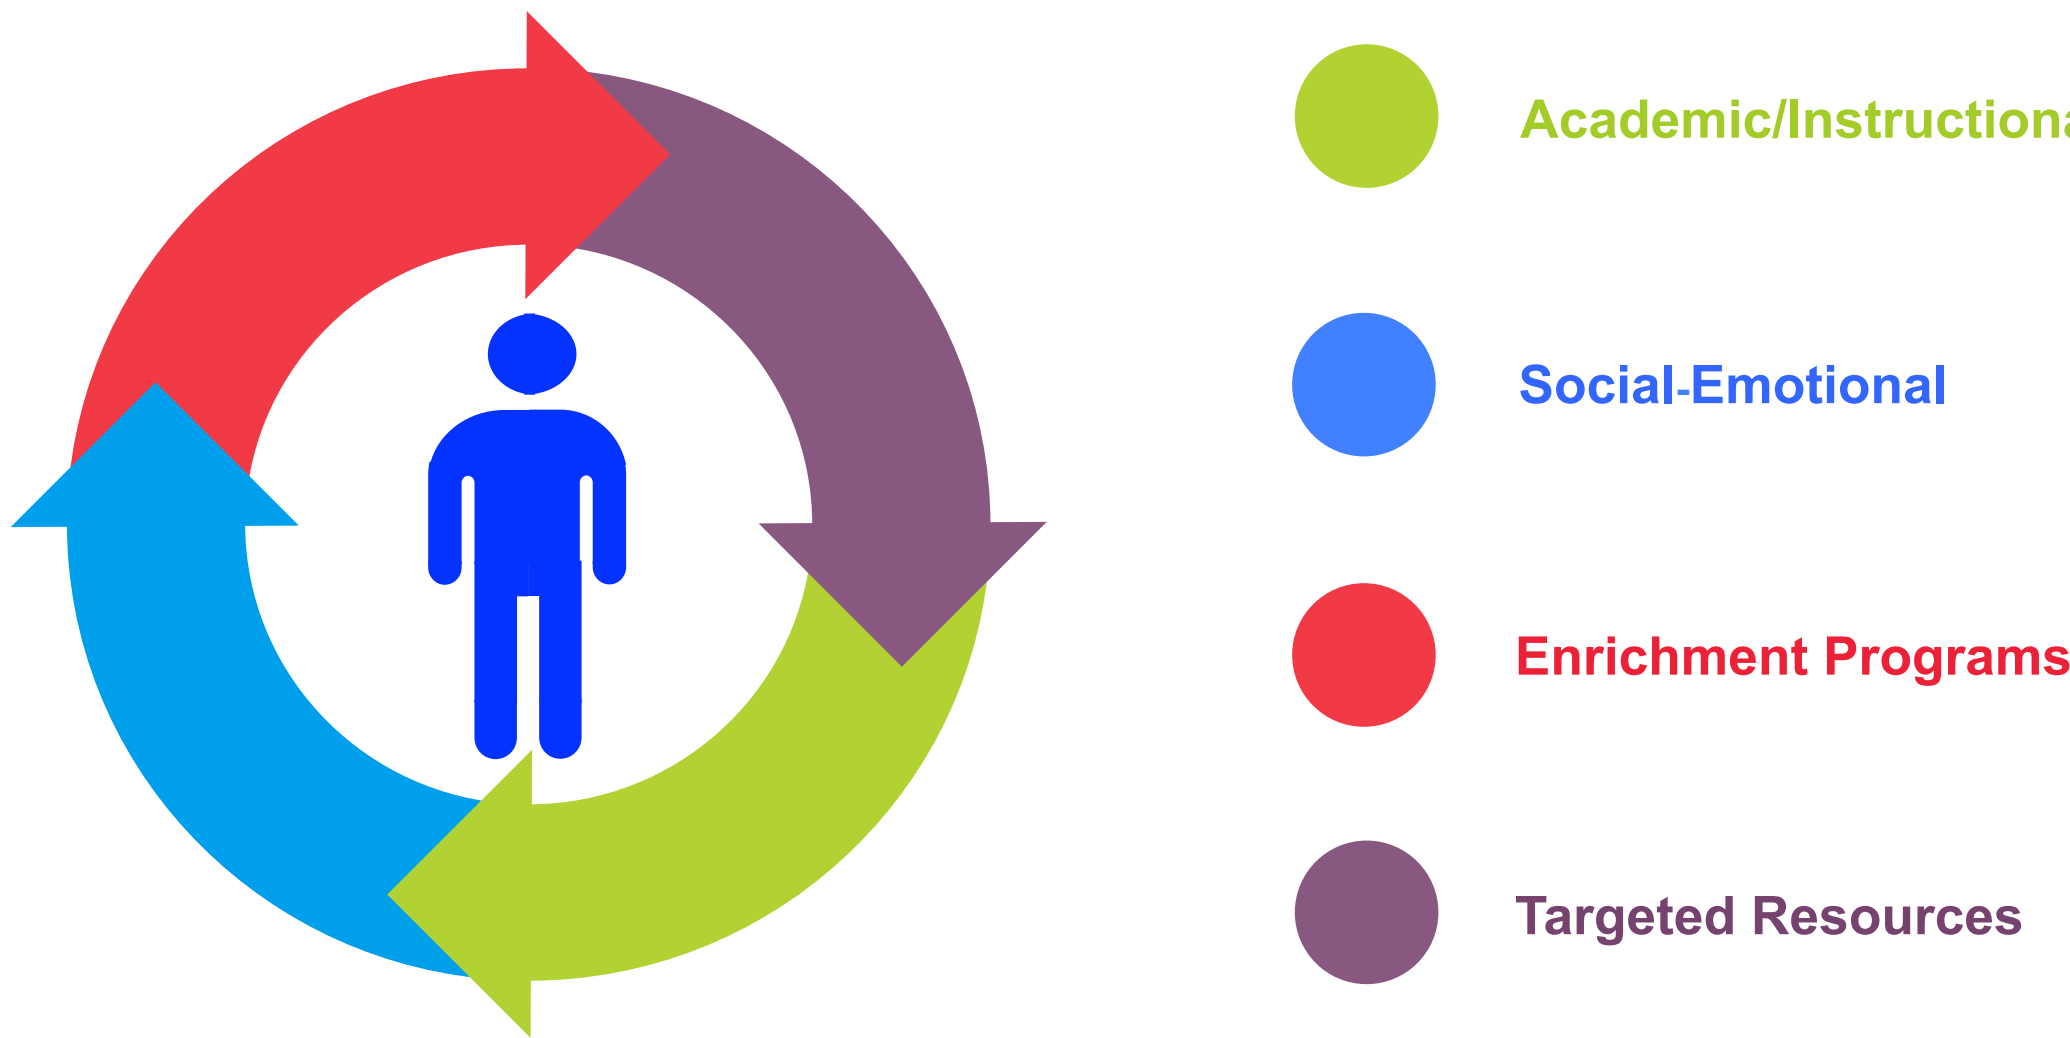 Academic/Instructiona
Social-Emotional
Enrichment Programs
Targeted Resources